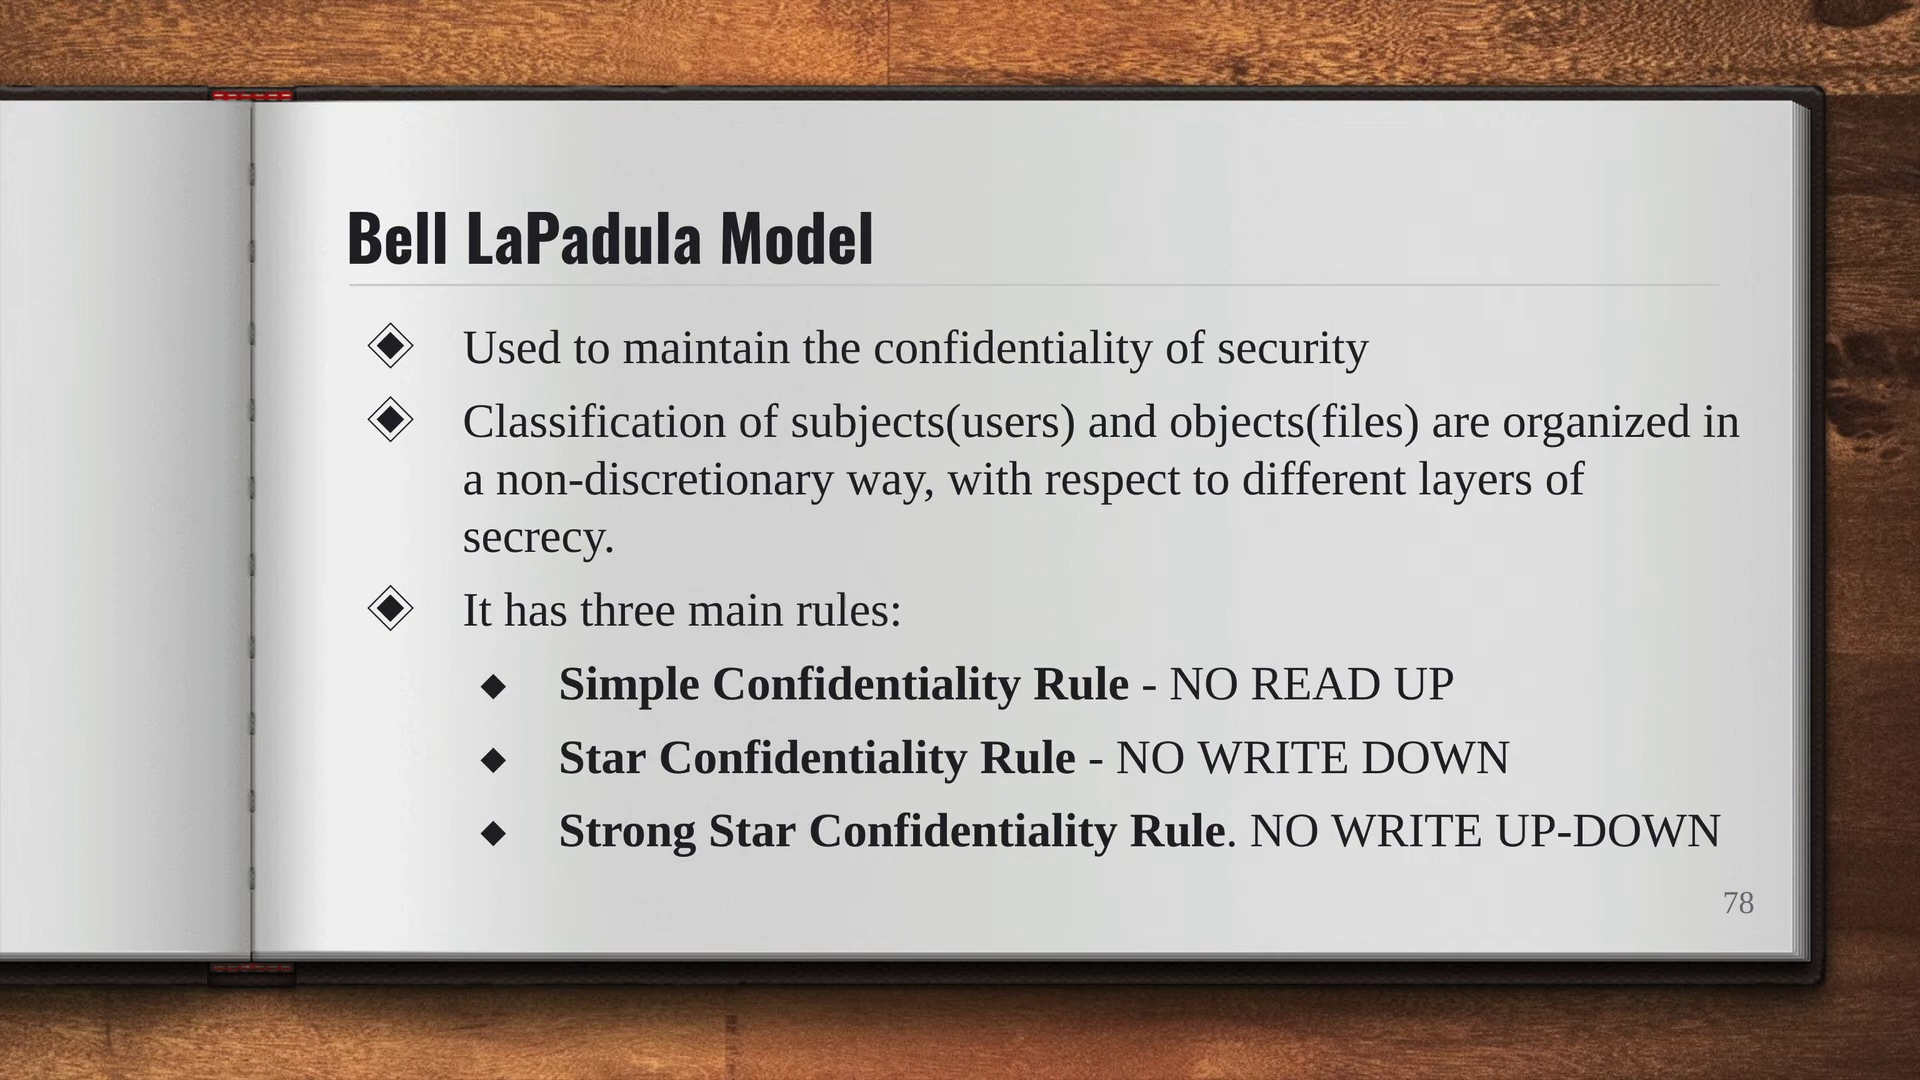 Bell LaPadula Model
Used to maintain the confidentiality of security
Classification of subjects(users) and objects(files) are organized in
a non-discretionary way, with respect to different layers of
secrecy.
It has three main rules:
Simple Confidentiality Rule - NO READ UP
Star Confidentiality Rule - NO WRITE DOWN
Strong Star Confidentiality Rule. NO WRITE UP-DOWN
78